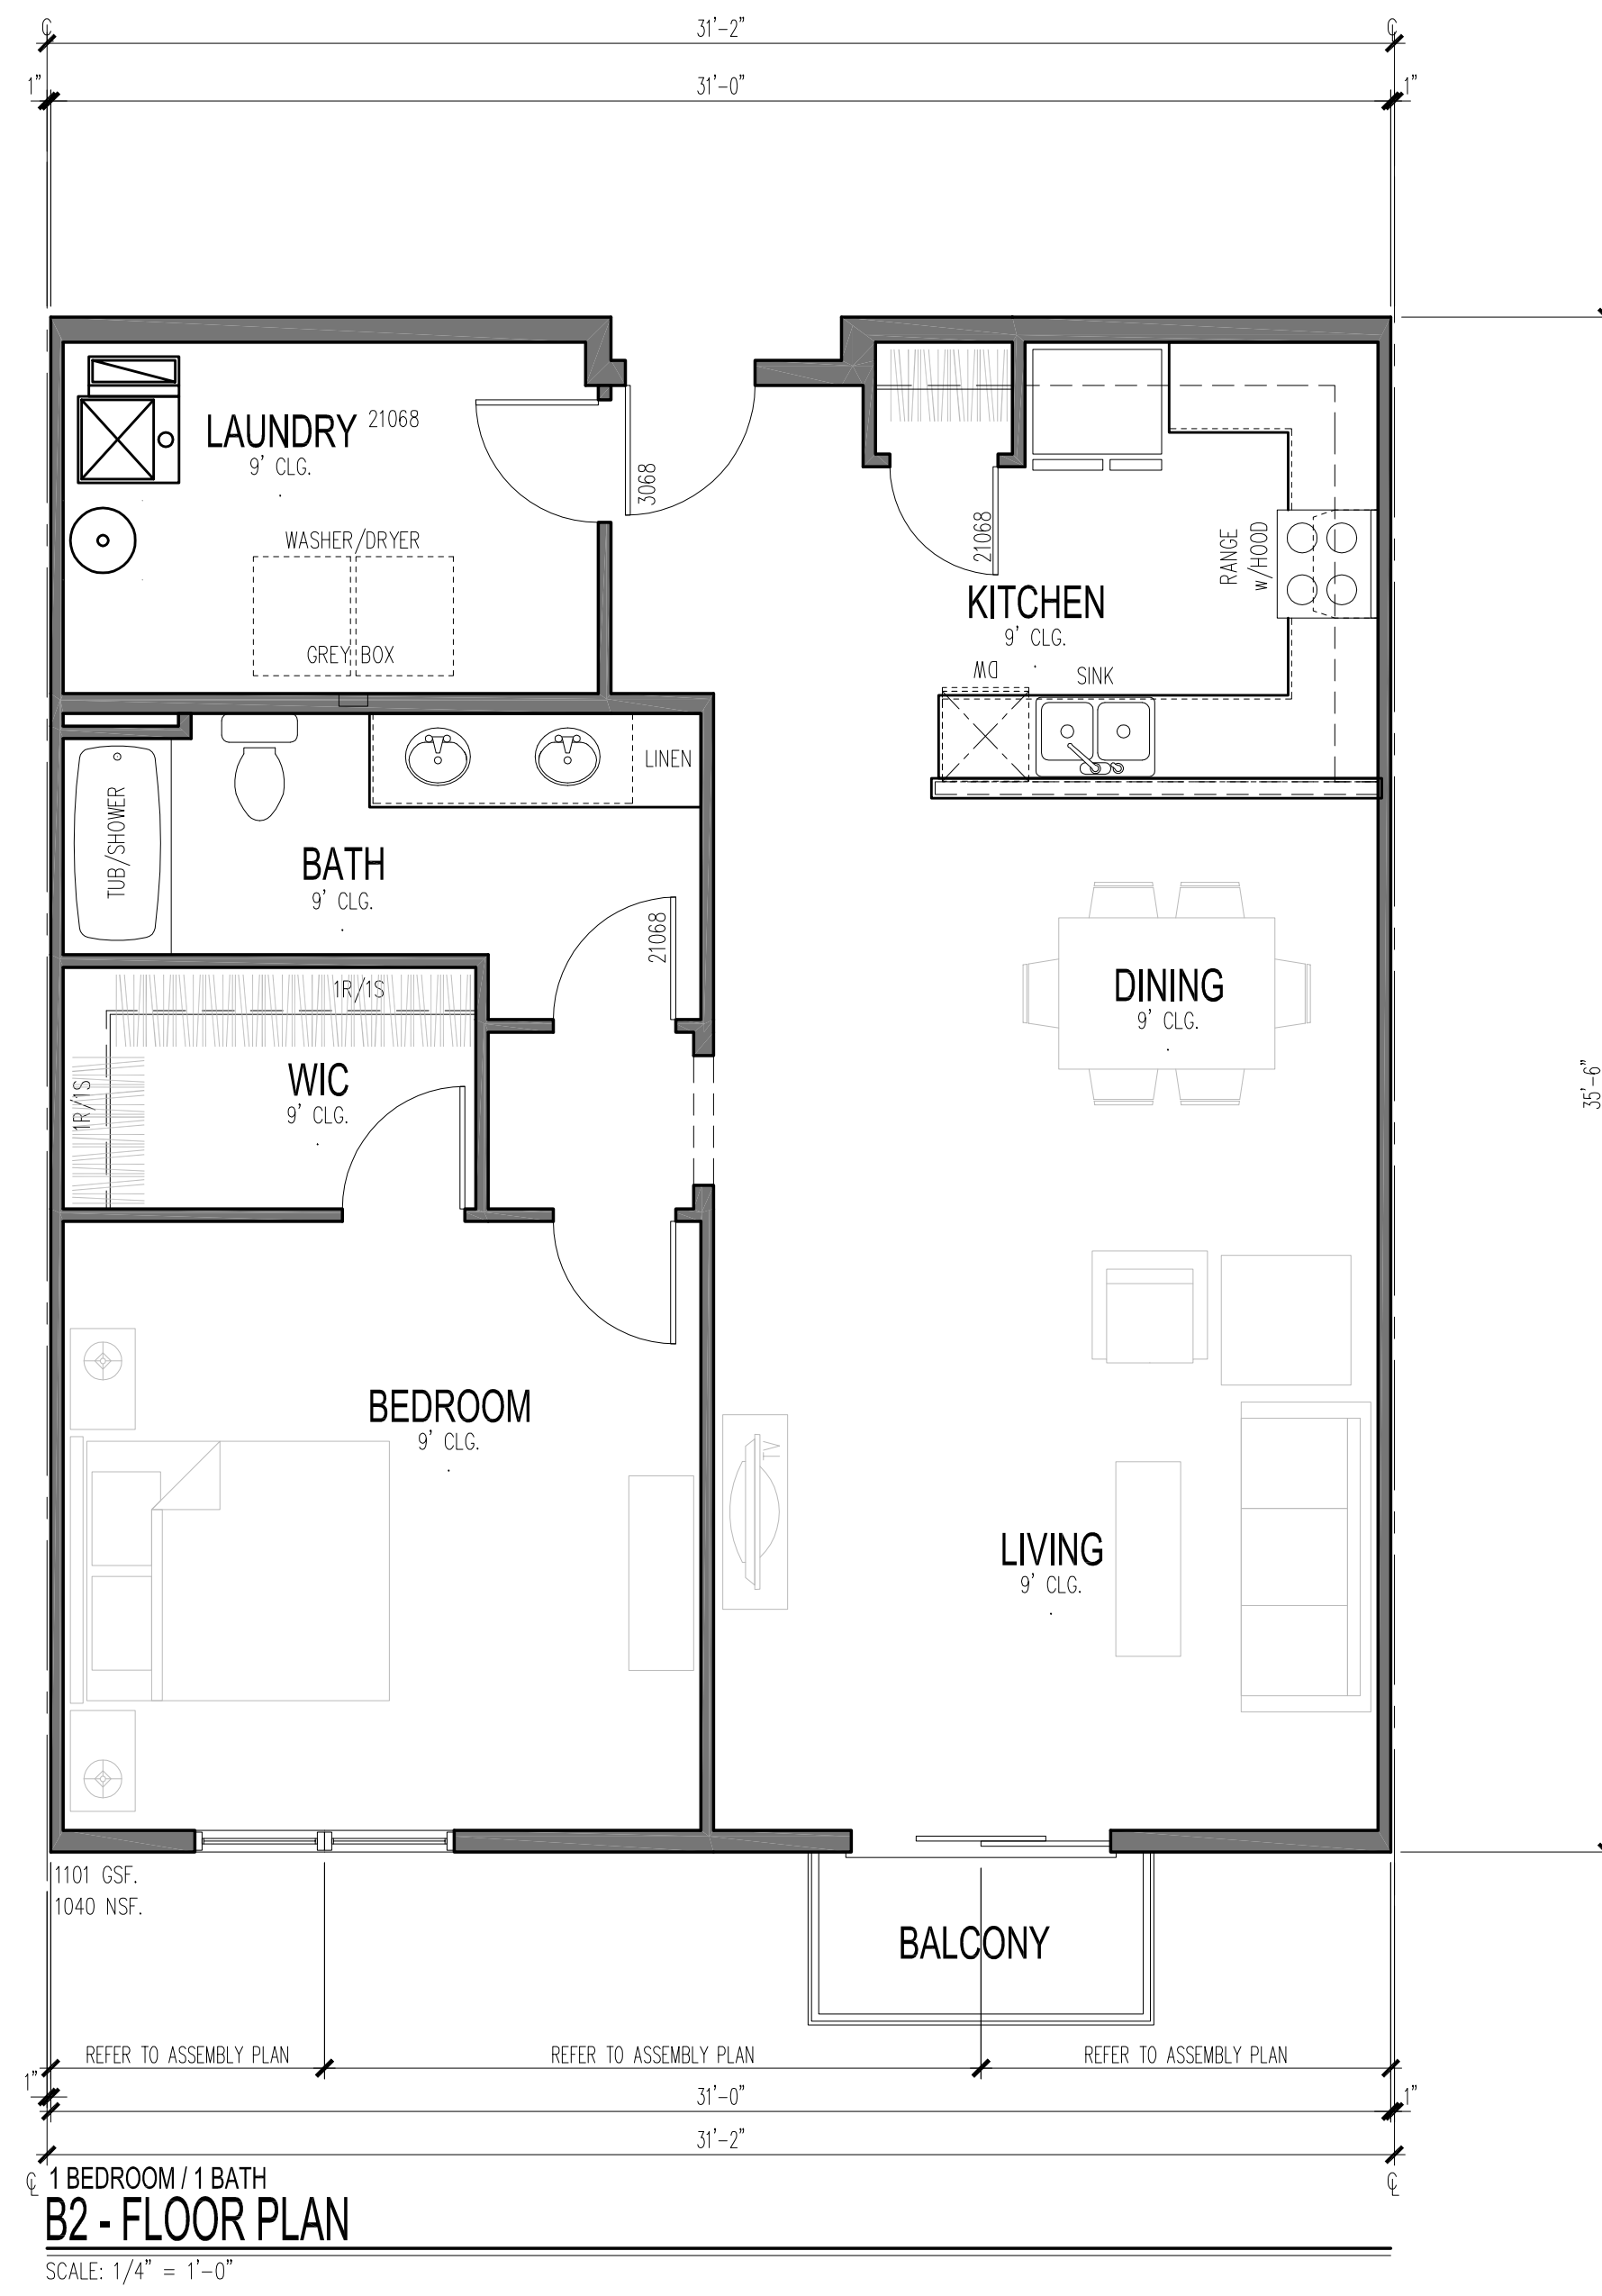 ℄ ℄
31'-2"
1" 31'-0" 1"
LAUNDRY 21068
9' CLG.
3068
21068
WASHER/DRYER
GREY BOX
RANGE
w/HOOD
KITCHEN
9' CLG.
DW SINK
LINEN
TUB/SHOWER
BATH
9' CLG.
21068
DINING
9' CLG.
1R/1S
WIC
9' CLG.
1R/1S
35'-6"
BEDROOM
9' CLG.
TV
LIVING
9' CLG.
1101 GSF.
1040 NSF.
BALCONY
REFER TO ASSEMBLY PLAN REFER TO ASSEMBLY PLAN REFER TO ASSEMBLY PLAN
1" 31'-0" 1"
31'-2"
℄ ℄
1 BEDROOM / 1 BATH
B2 - FLOOR PLAN
SCALE: 1/4" = 1'-0"